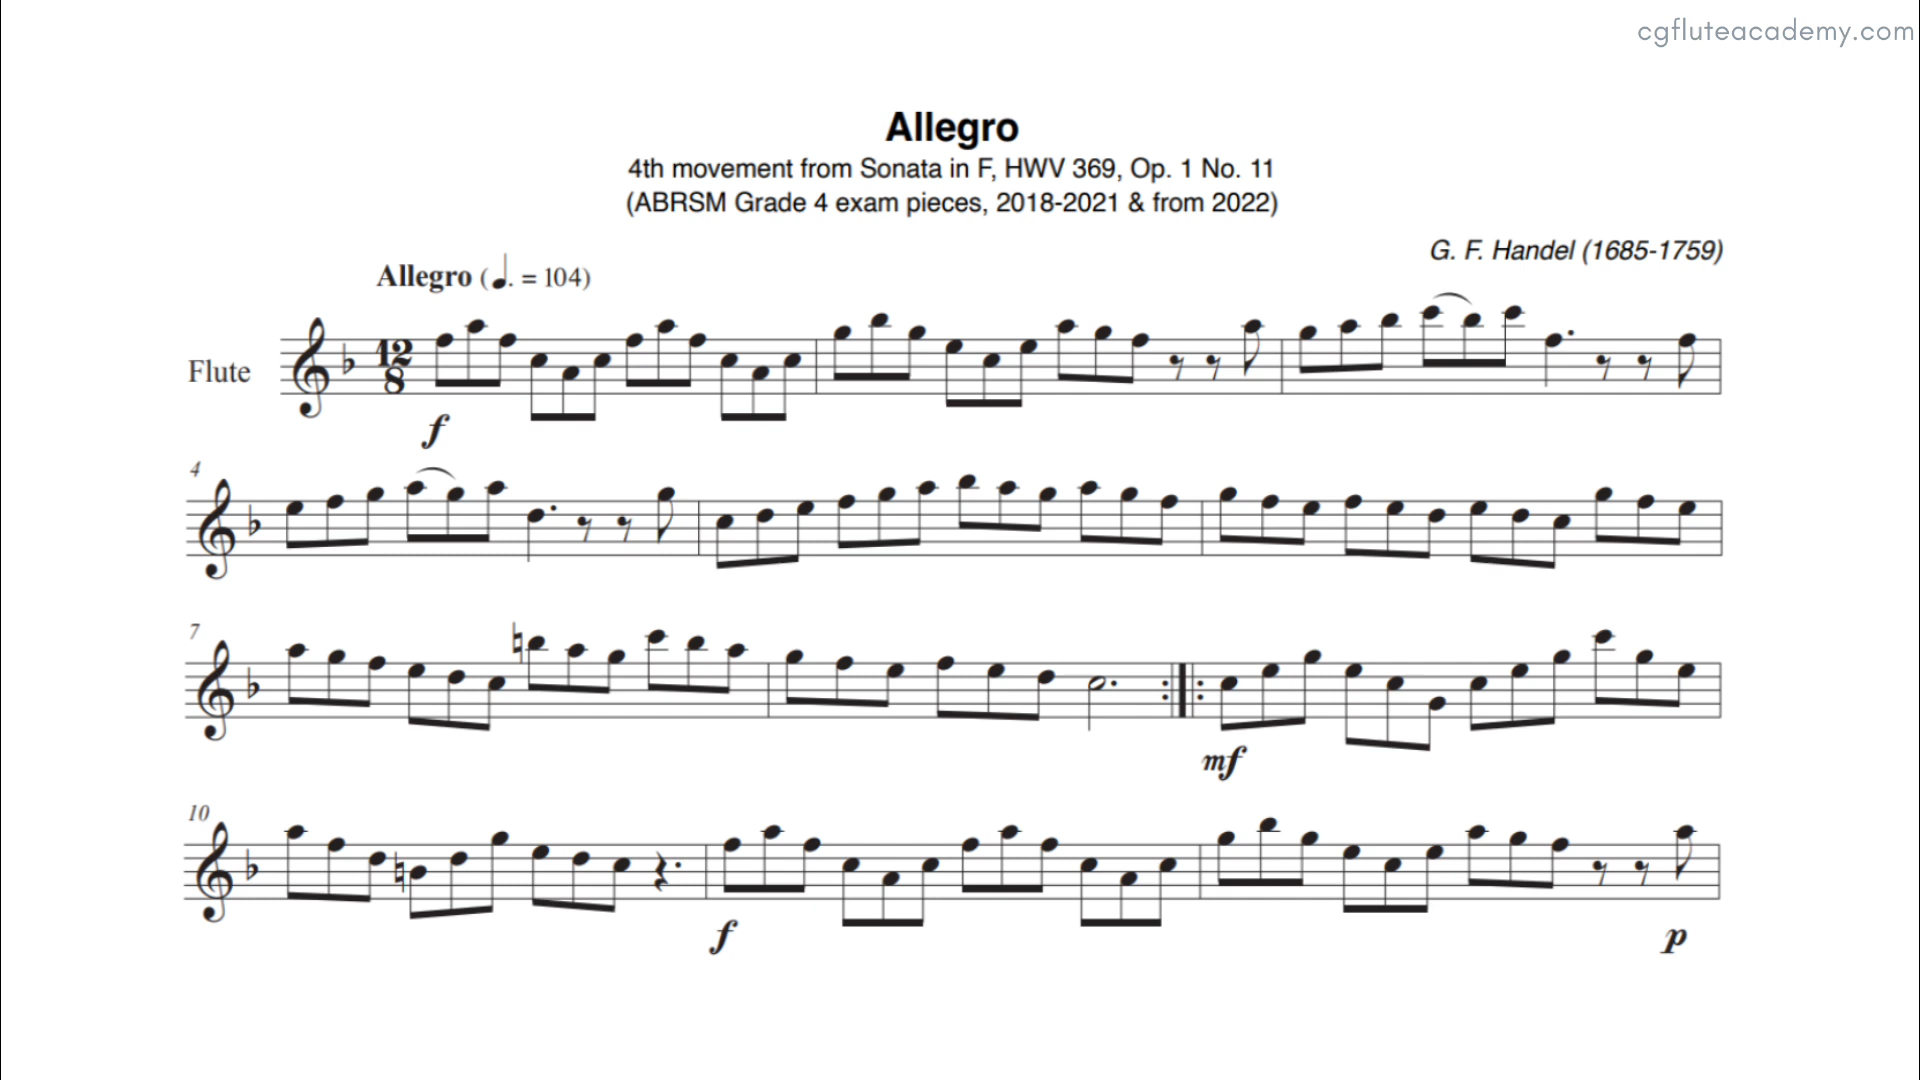 cgfluteacademy.com
Allegro
4th movement from Sonata in F, HWV 369, Op. 1 No. 11
(ABRSM Grade 4 exam pieces, 2018-2021 & from 2022)
G. F. Handel (1685-1759)
Allegro (♩. = 104)
Flute
12
8
f
4
7
mf
10
f
p